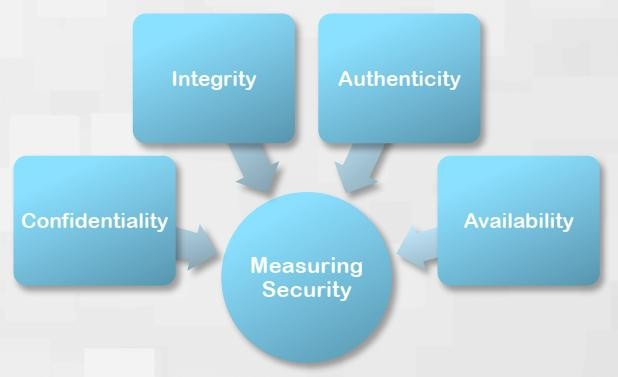 Integrity
Authenticity
Confidentiality
Availability
Measuring
Security